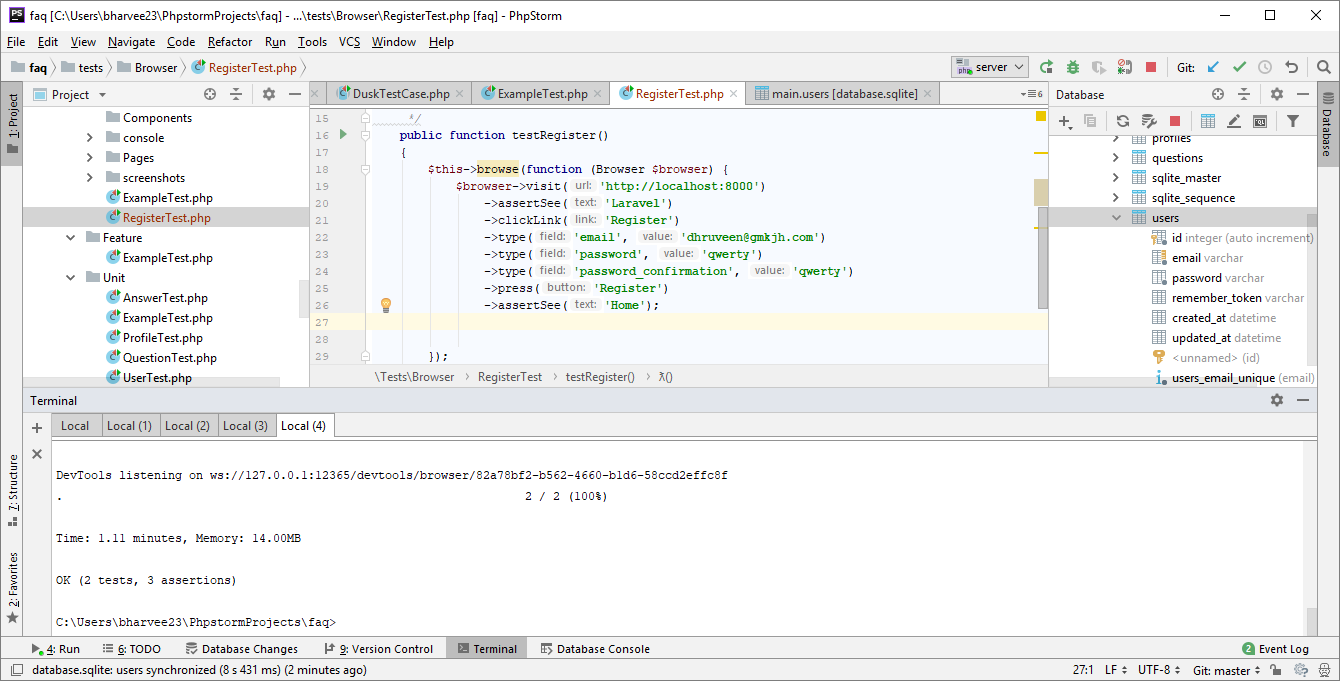 faq [C:\Users\bharvee23\PhpstormProjects\faq] - ...\tests\Browser\RegisterTest.php [faq] - PhpStorm
File Edit View Navigate Code Refactor Run Tools VCS Window Help
faq tests Browser RegisterTest.php
server
Git:
1: Project
7: Structure
2: Favorites
Project
Components
console
Pages
screenshots
ExampleTest.php
RegisterTest.php
Feature
ExampleTest.php
Unit
AnswerTest.php
ExampleTest.php
ProfileTest.php
QuestionTest.php
UserTest.php
DuskTestCase.php ExampleTest.php RegisterTest.php main.users [database.sqlite] 6
15 */
16 public function testRegister()
17 {
18 $this->browse(function (Browser $browser) {
19 $browser->visit( url: 'http://localhost:8000')
20 ->assertSee( text: 'Laravel')
21 ->clickLink( link: 'Register')
22 ->type( field: 'email', value: 'dhruveen@gmkjh.com')
23 ->type( field: 'password', value: 'qwerty')
24 ->type( field: 'password_confirmation', value: 'qwerty')
25 ->press( button: 'Register')
26 ->assertSee( text: 'Home');
27
28
29 });
\Tests\Browser RegisterTest testRegister() λ()
Database
profiles
questions
sqlite_master
sqlite_sequence
users
id integer (auto increment)
email varchar
password varchar
remember_token varchar
created_at datetime
updated_at datetime
<unnamed> (id)
users_email_unique (email)
Database
Terminal
Local Local (1) Local (2) Local (3) Local (4)
DevTools listening on ws://127.0.0.1:12365/devtools/browser/82a78bf2-b562-4660-b1d6-58ccd2effc8f
. 2 / 2 (100%)
Time: 1.11 minutes, Memory: 14.00MB
OK (2 tests, 3 assertions)
C:\Users\bharvee23\PhpstormProjects\faq>
4: Run 6: TODO Database Changes 9: Version Control Terminal Database Console 2 Event Log
database.sqlite: users synchronized (8 s 431 ms) (2 minutes ago) 27:1 LF UTF-8 Git: master